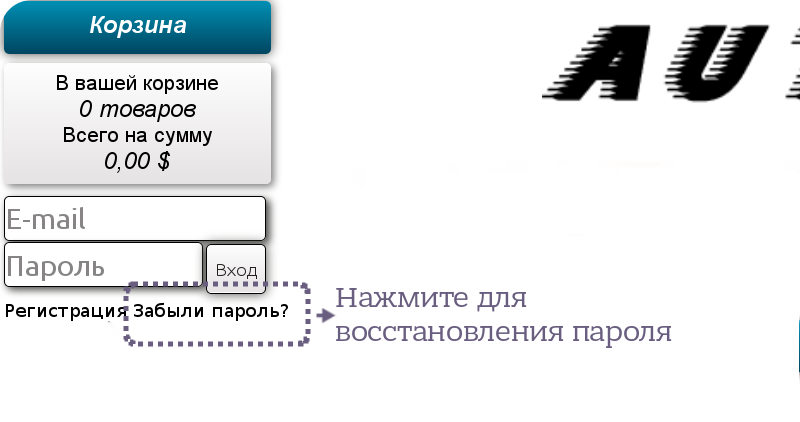 Корзина
В вашей корзине
0 товаров
Всего на сумму
0,00 $
E-mail
Пароль
Вход
Регистрация Забыли пароль?
Нажмите для
восстановления пароля
AU